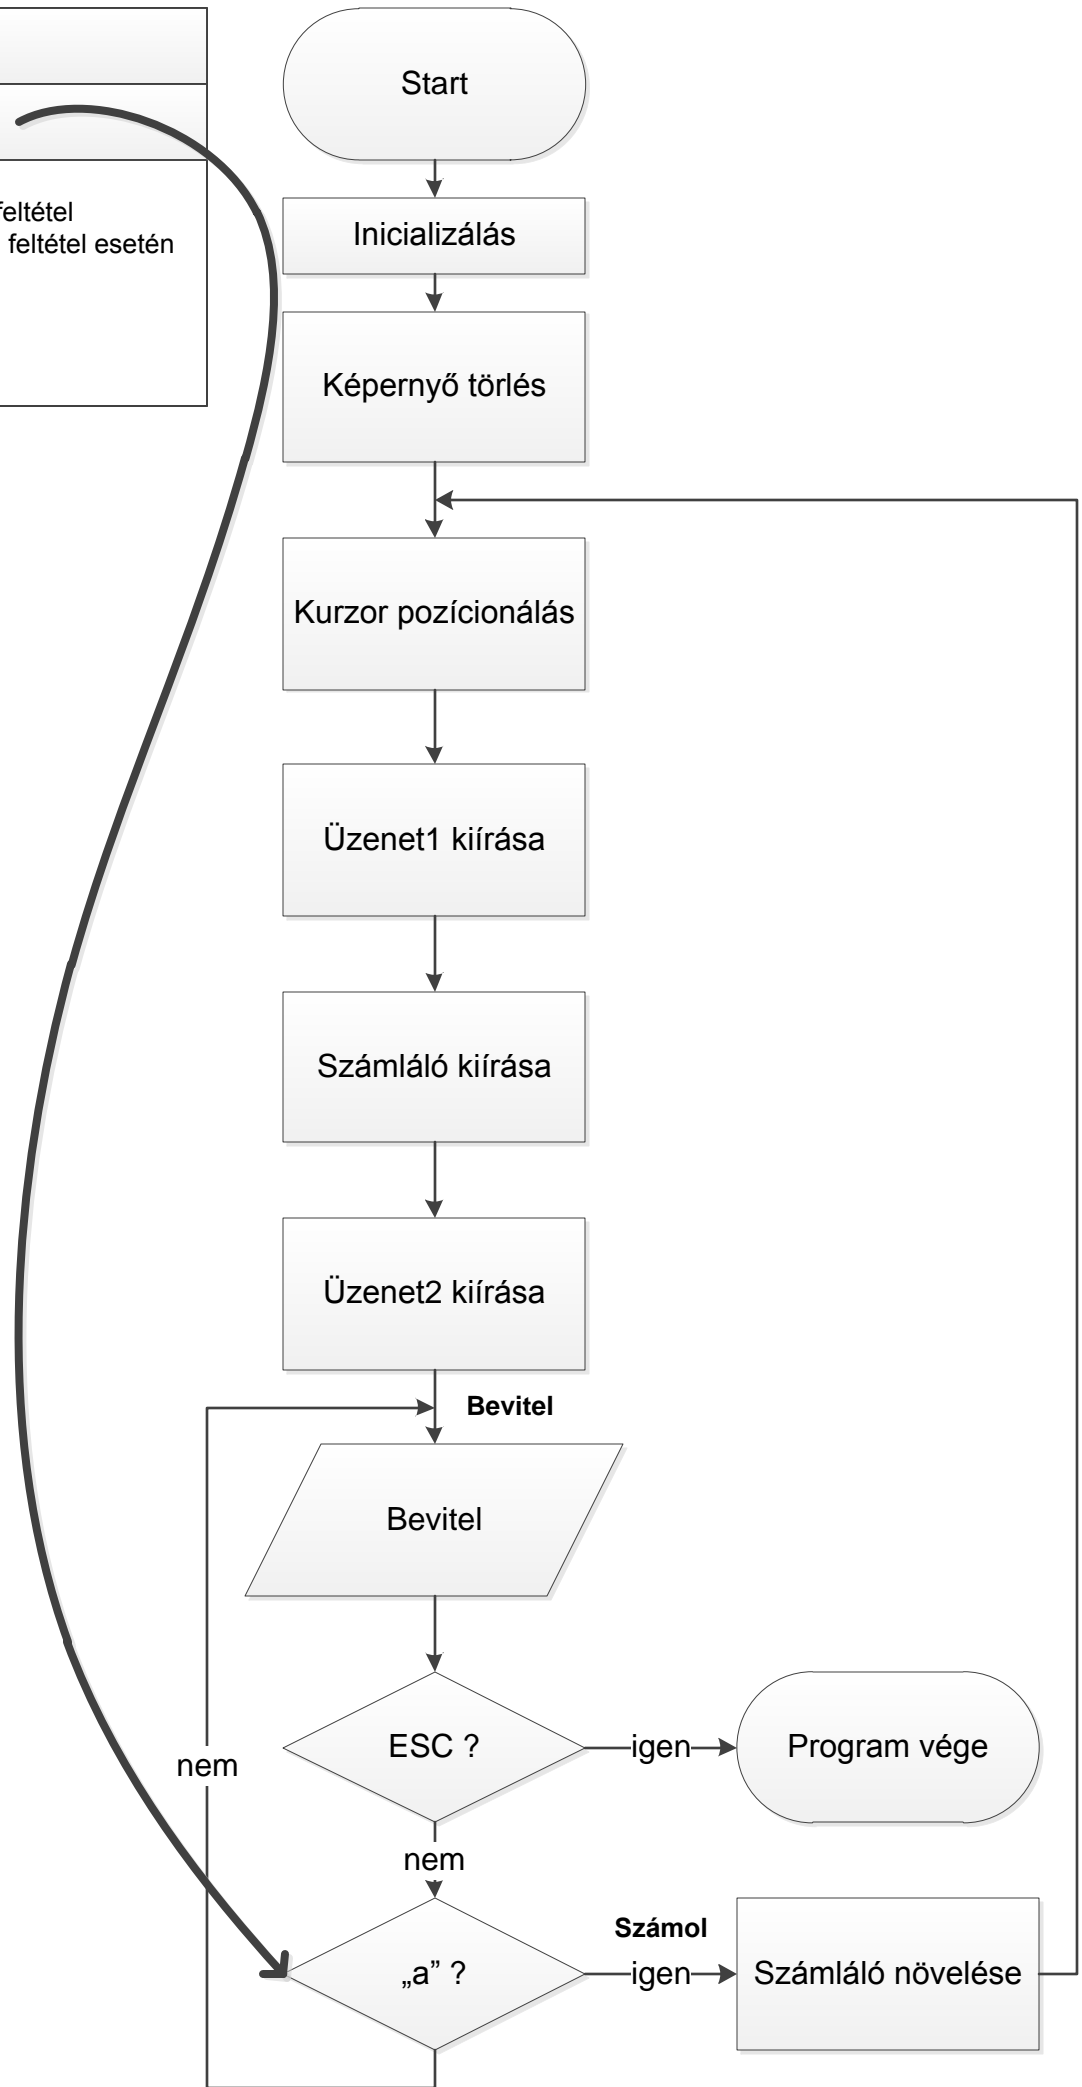 feltétel
feltétel esetén
Start
Inicializálás
Képernyő törlés
Kurzor pozícionálás
Üzenet1 kiírása
Számláló kiírása
Üzenet2 kiírása
Bevitel
Bevitel
ESC ?
igen
Program vége
nem
nem
„a” ?
Számol
igen
Számláló növelése